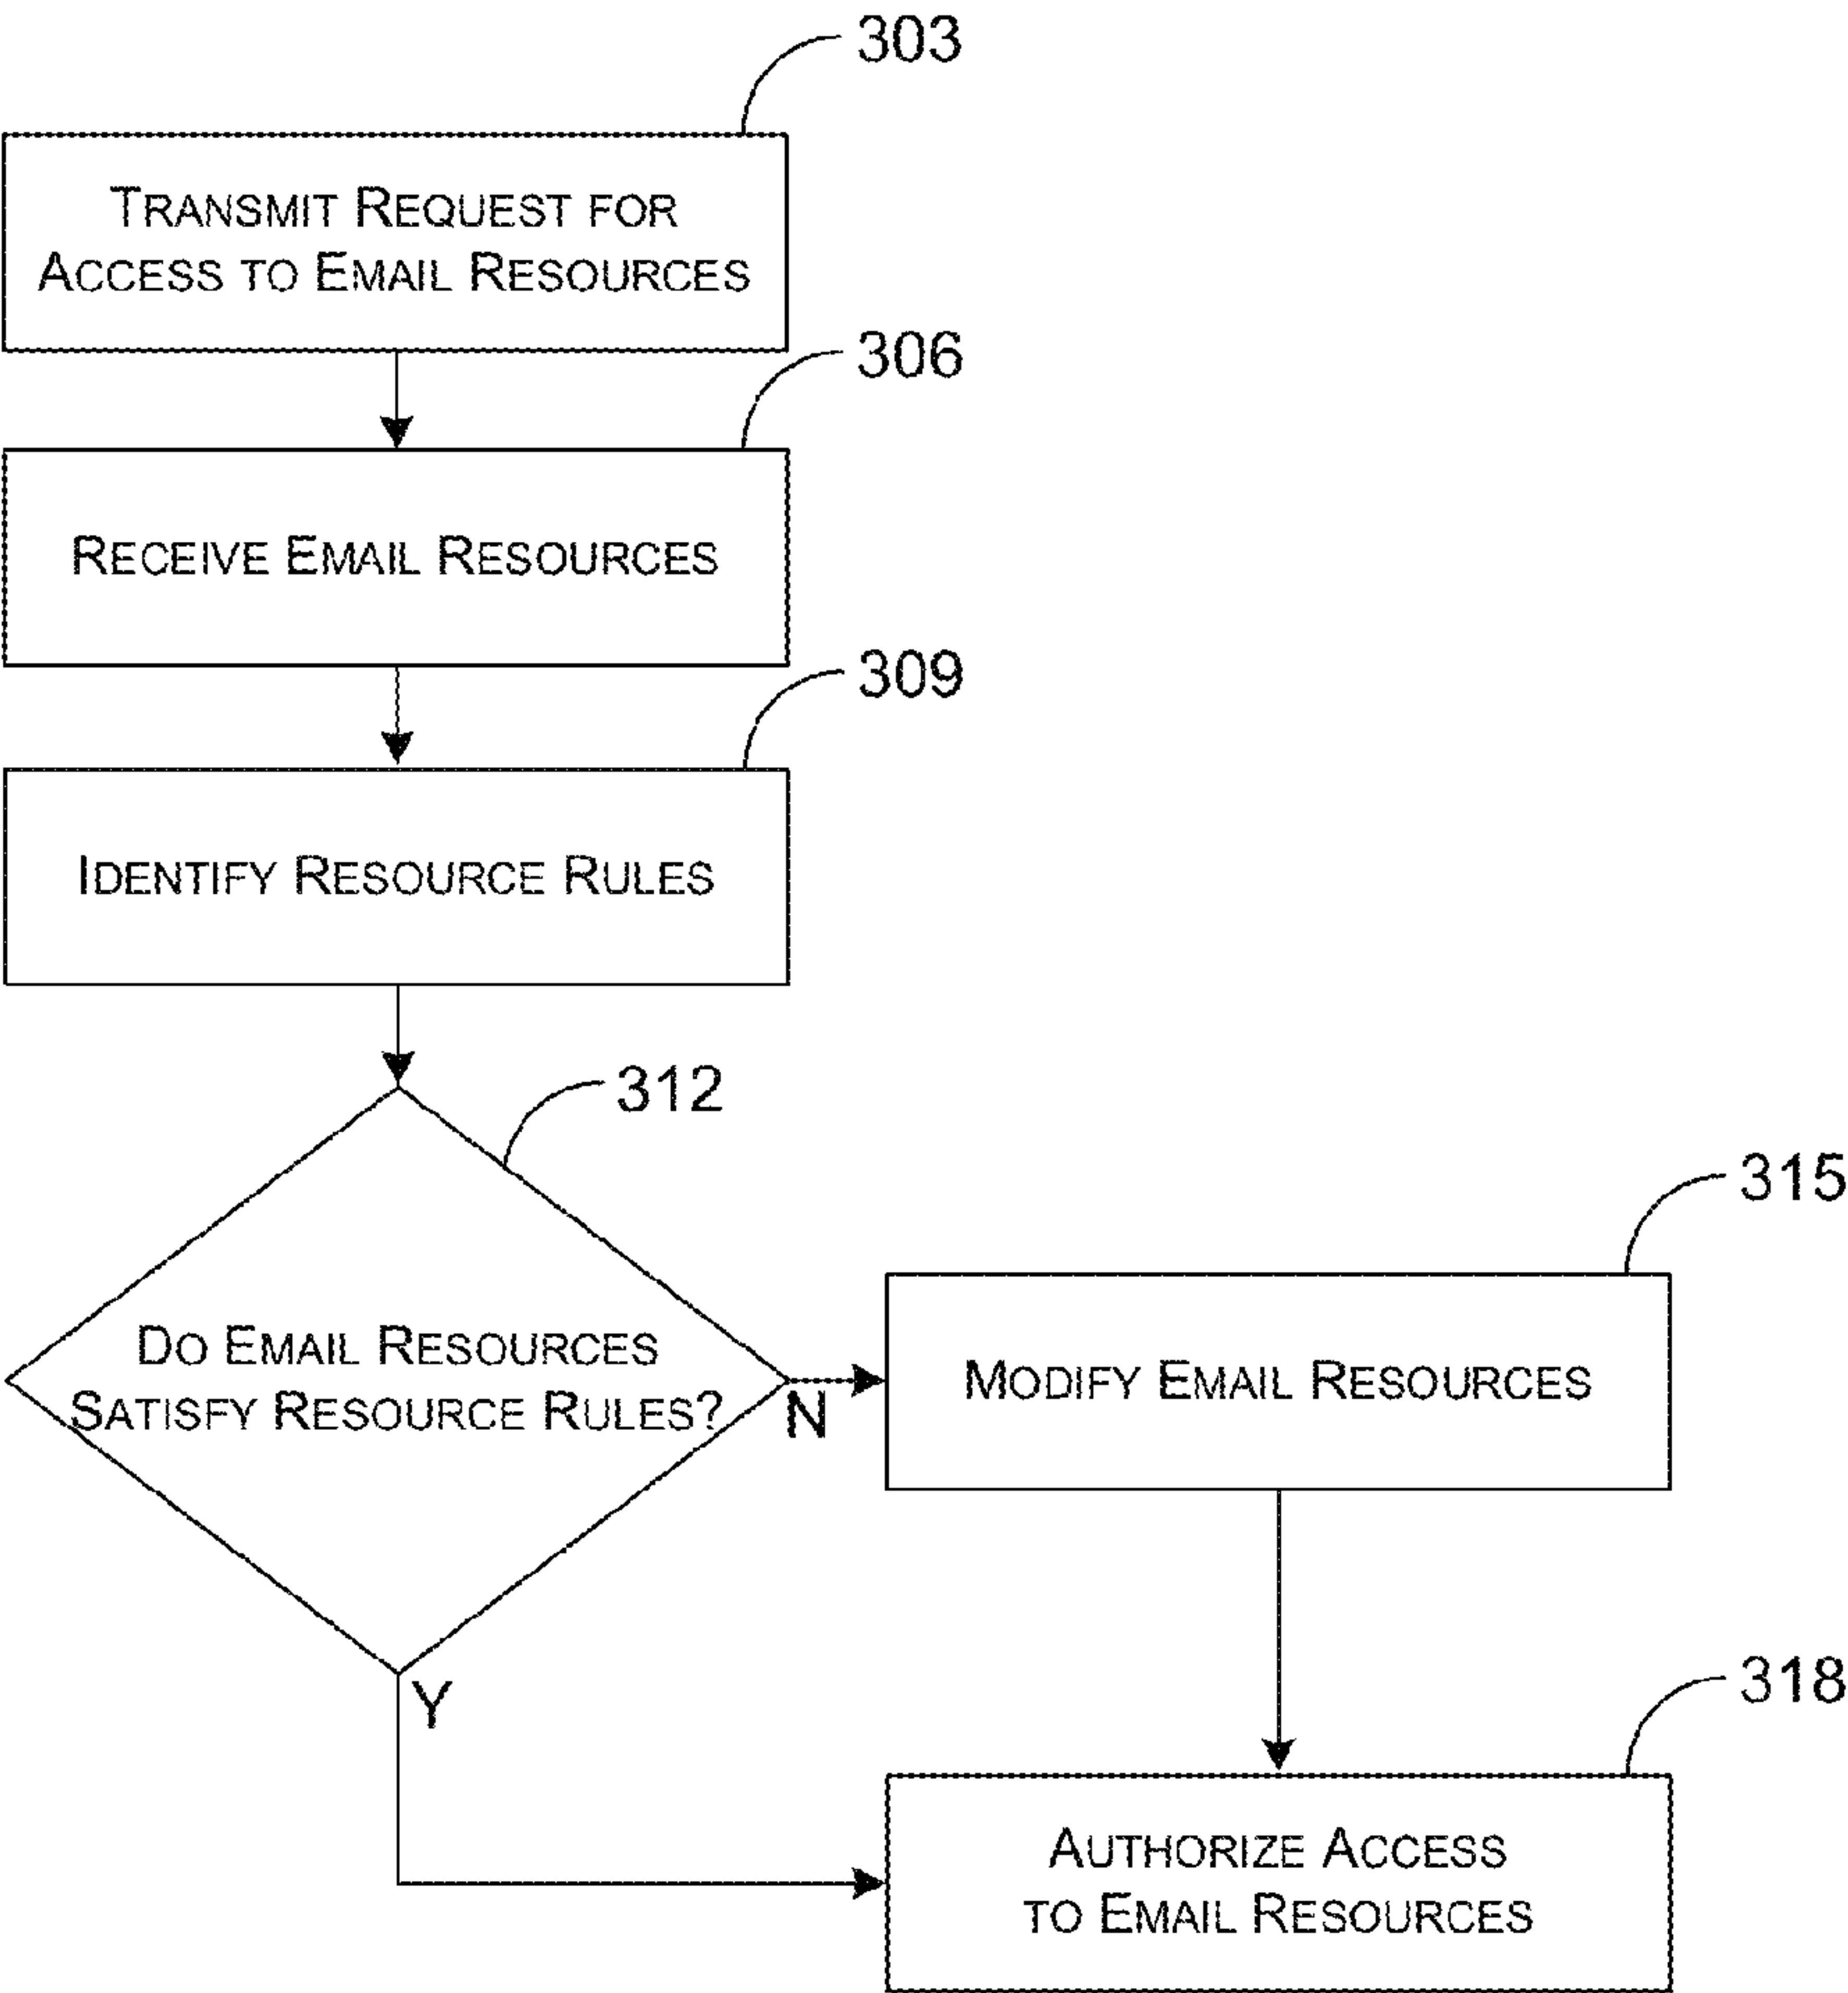 303
TRANSMIT REQUEST FOR
ACCESS TO EMAIL RESOURCES
306
RECEIVE EMAIL RESOURCES
309
IDENTIFY RESOURCE RULES
312
DO EMAIL RESOURCES
SATISFY RESOURCE RULES?
N
315
MODIFY EMAIL RESOURCES
Y
318
AUTHORIZE ACCESS
TO EMAIL RESOURCES